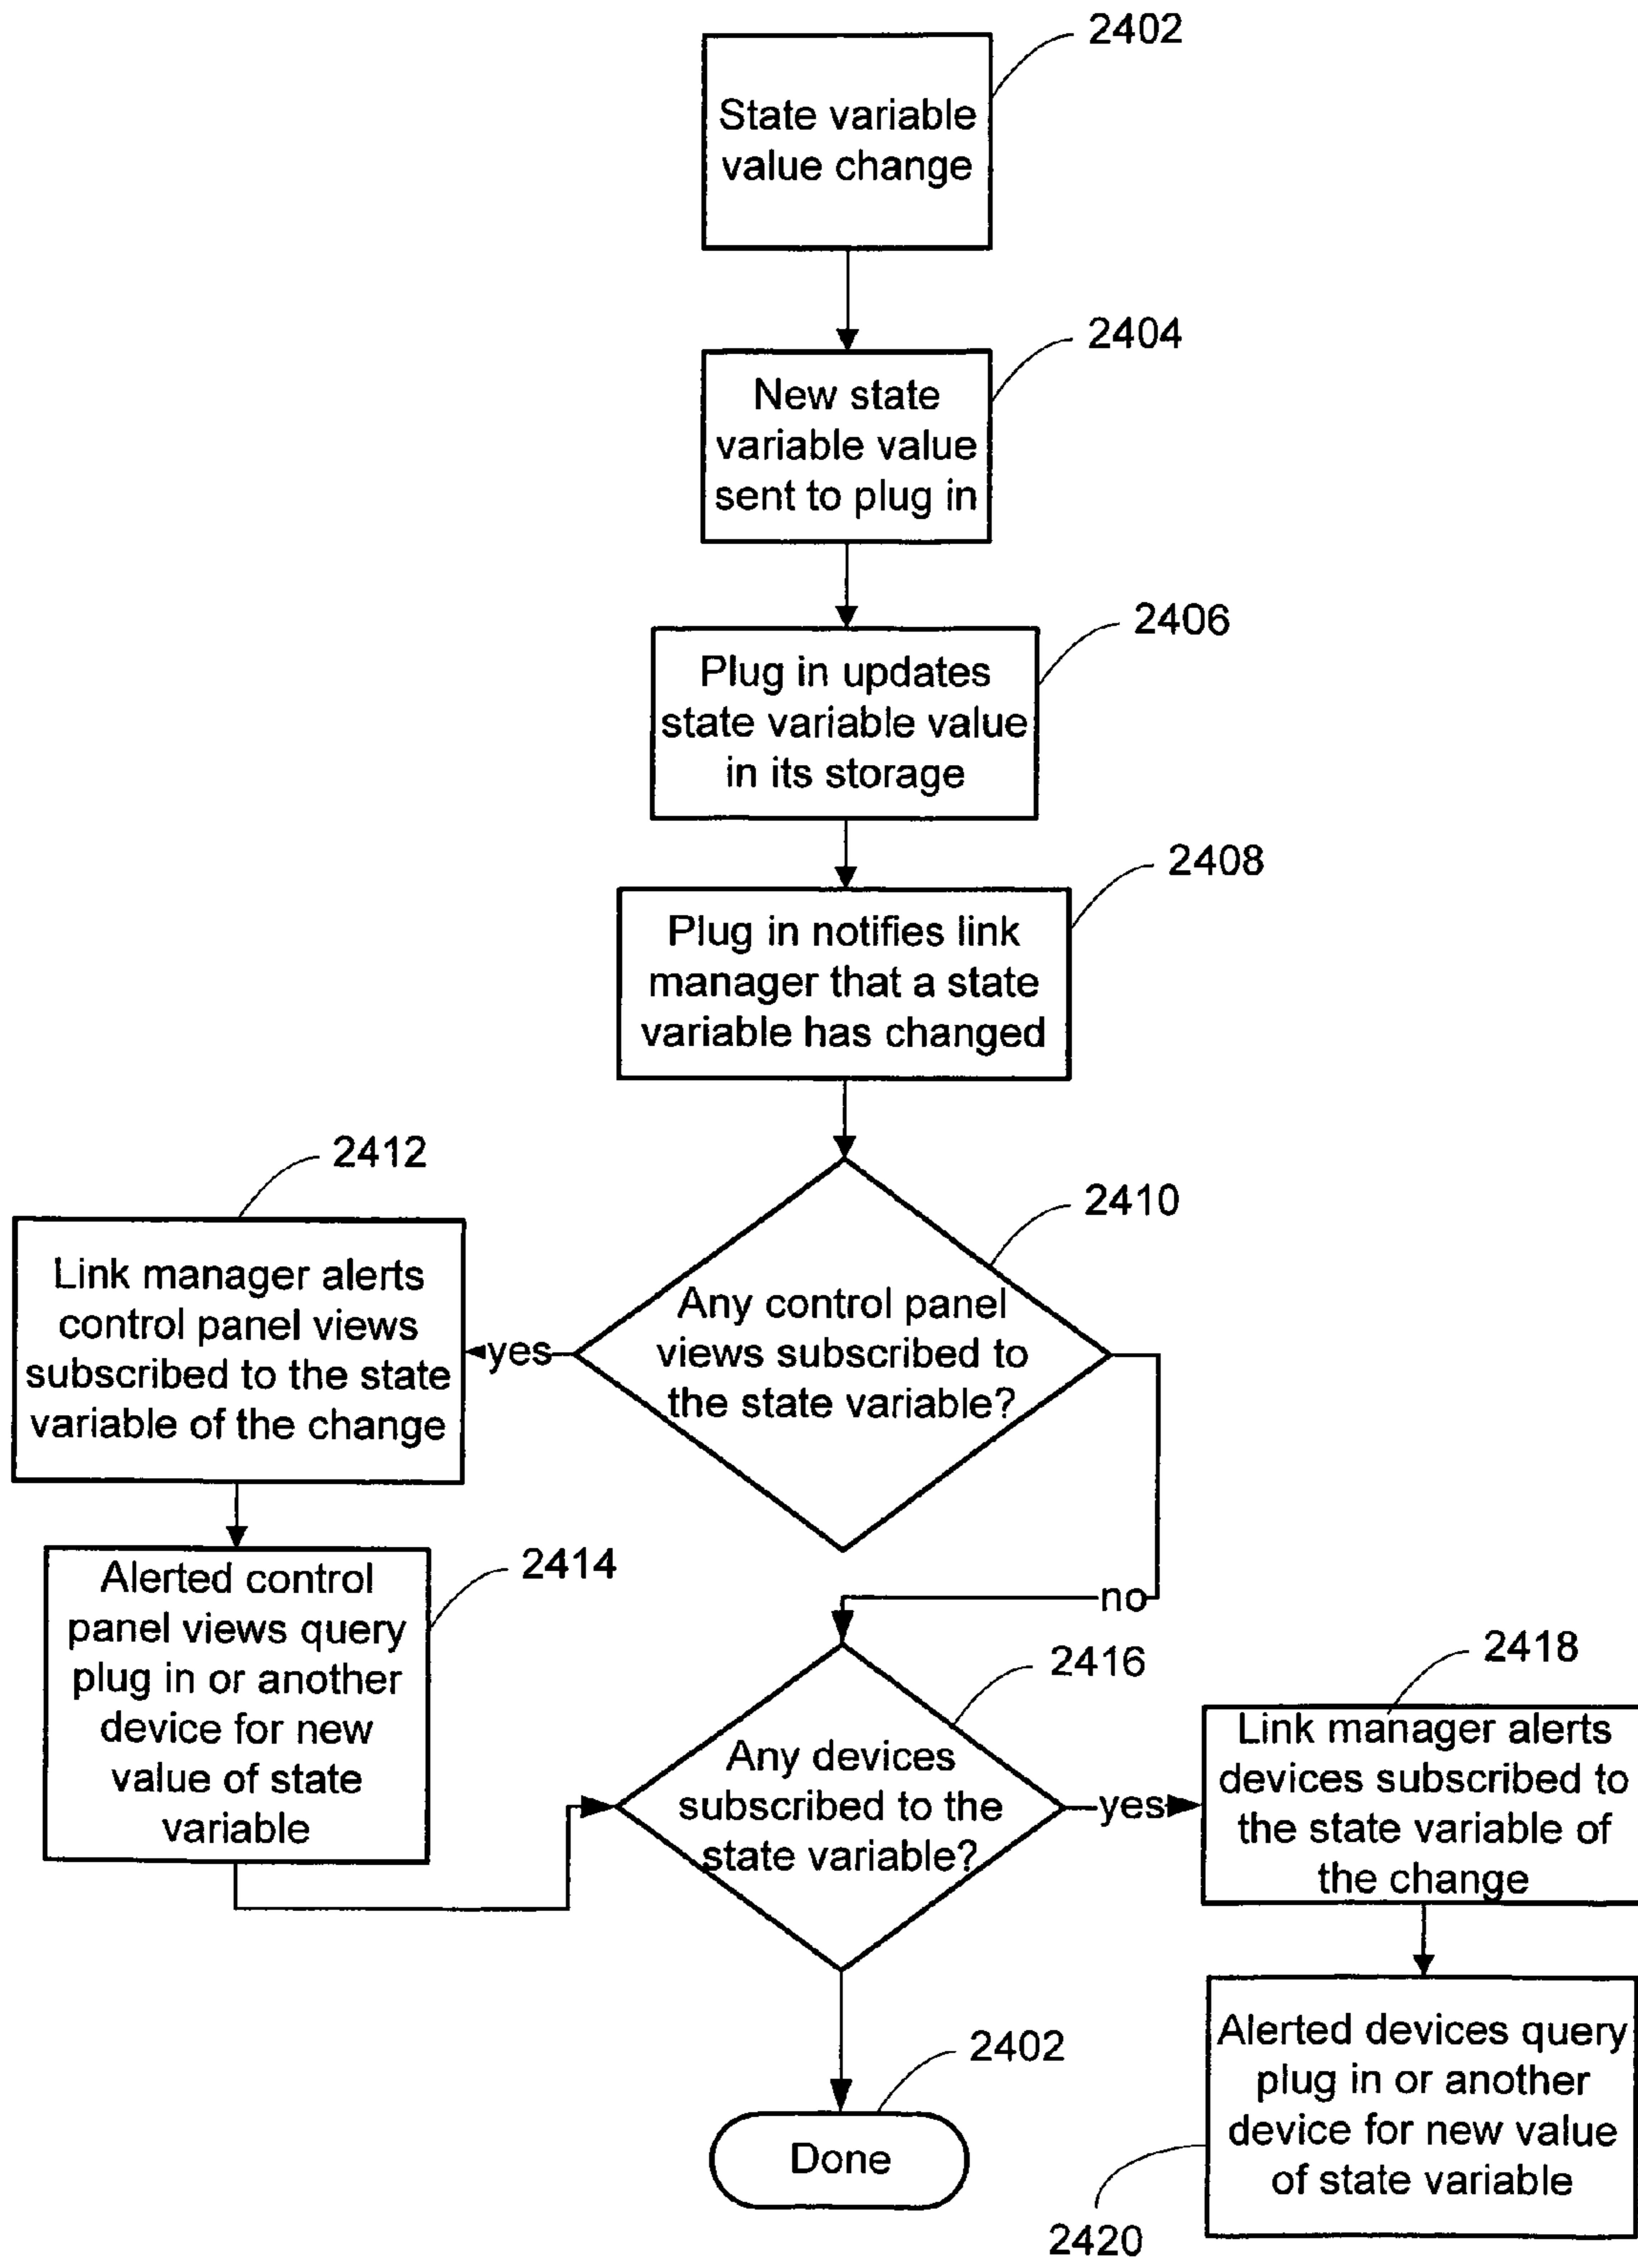 2402
State variable
value change
2404
New state
variable value
sent to plug in
2406
Plug in updates
state variable value
in its storage
2408
Plug in notifies link
manager that a state
variable has changed
2410
Any control panel
views subscribed to
the state variable?
yes
2412
Link manager alerts
control panel views
subscribed to the state
variable of the change
2414
Alerted control
panel views query
plug in or another
device for new
value of state
variable
no
2416
Any devices
subscribed to the
state variable?
yes
2418
Link manager alerts
devices subscribed to
the state variable of
the change
Alerted devices query
plug in or another
device for new value
of state variable
2420
2402
Done